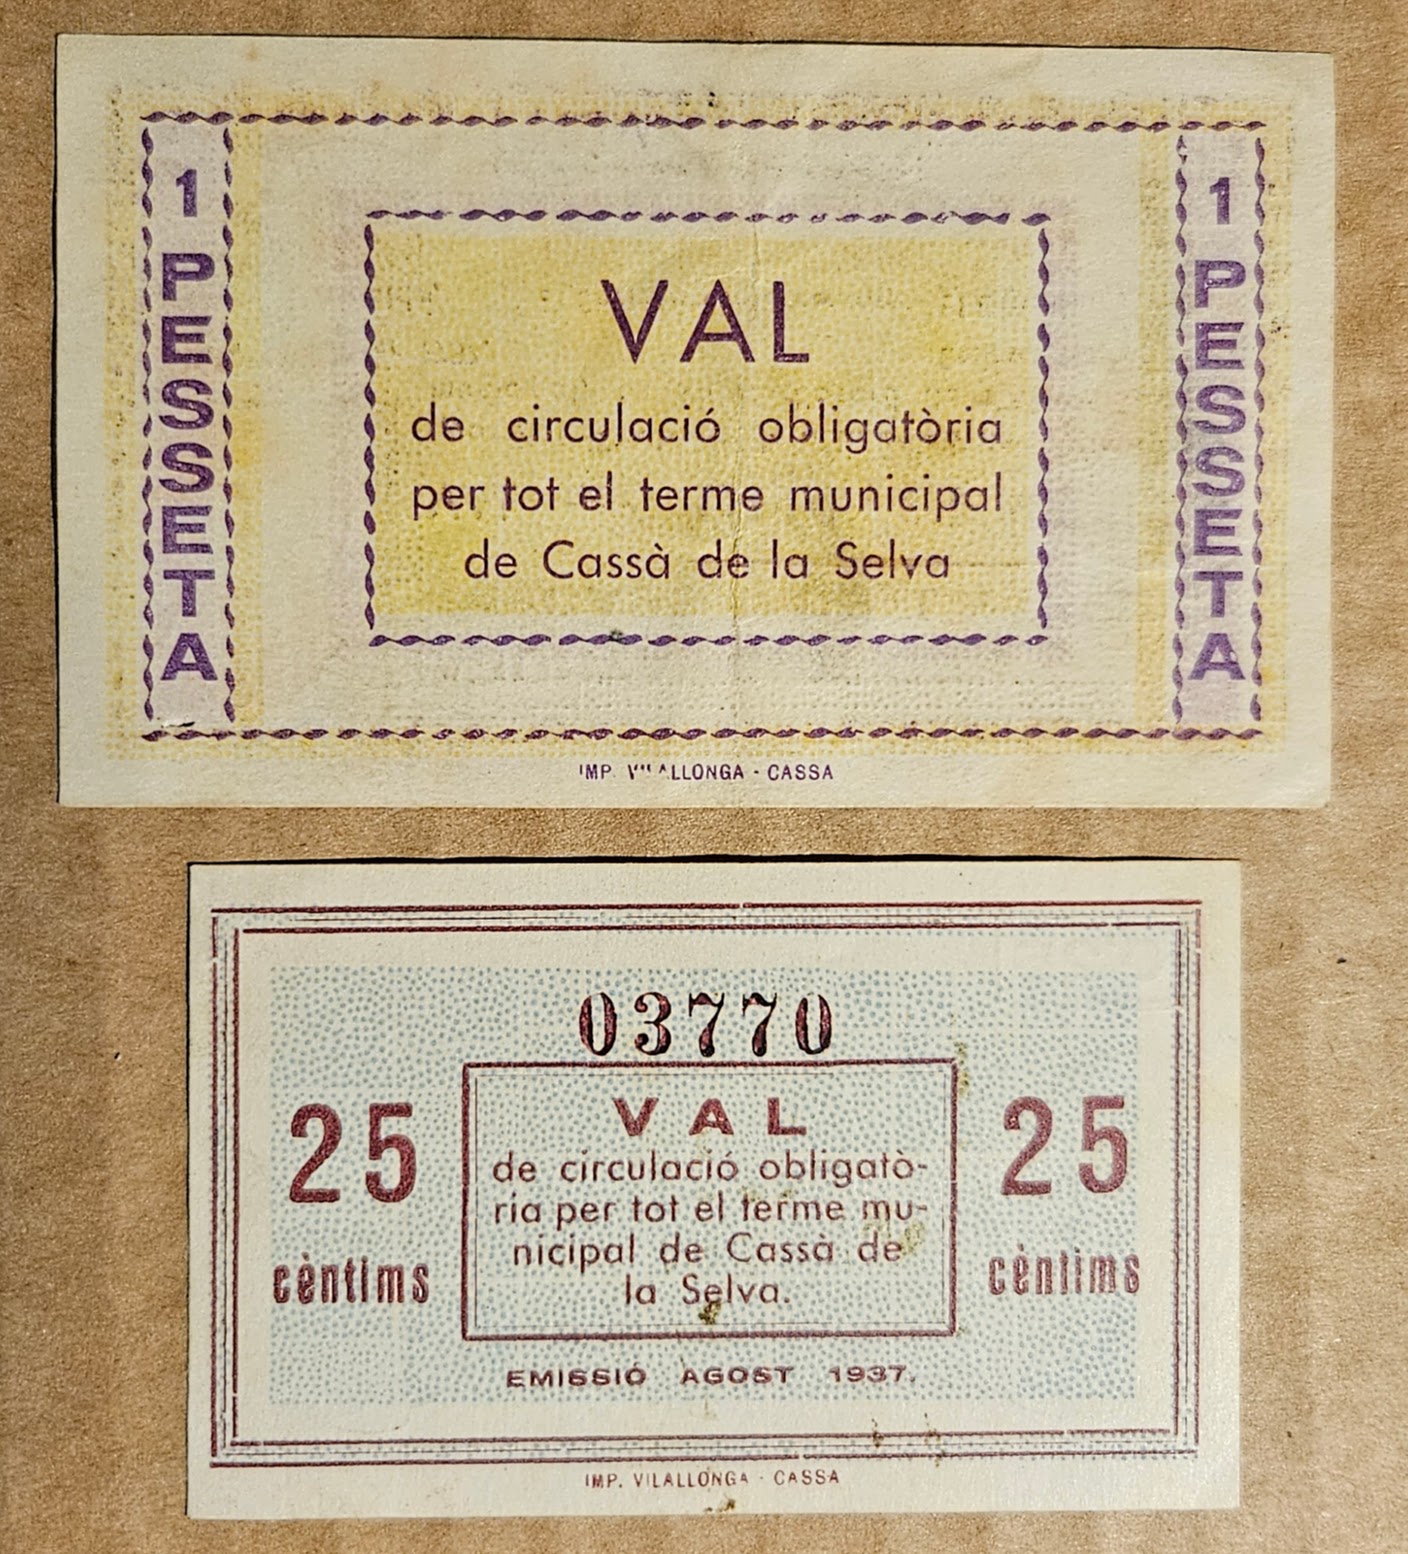 1 PESSETA
VAL
de circulació obligatòria
per tot el terme municipal
de Cassà de la Selva
1 PESSETA
IMP. VILALLONGA - CASSA
03770
25
cèntims
VAL
de circulació obligatò-
ria per tot el terme mu-
nicipal de Cassà de
la Selva.
25
cèntims
EMISSIÓ AGOST 1937.
IMP. VILALLONGA - CASSA